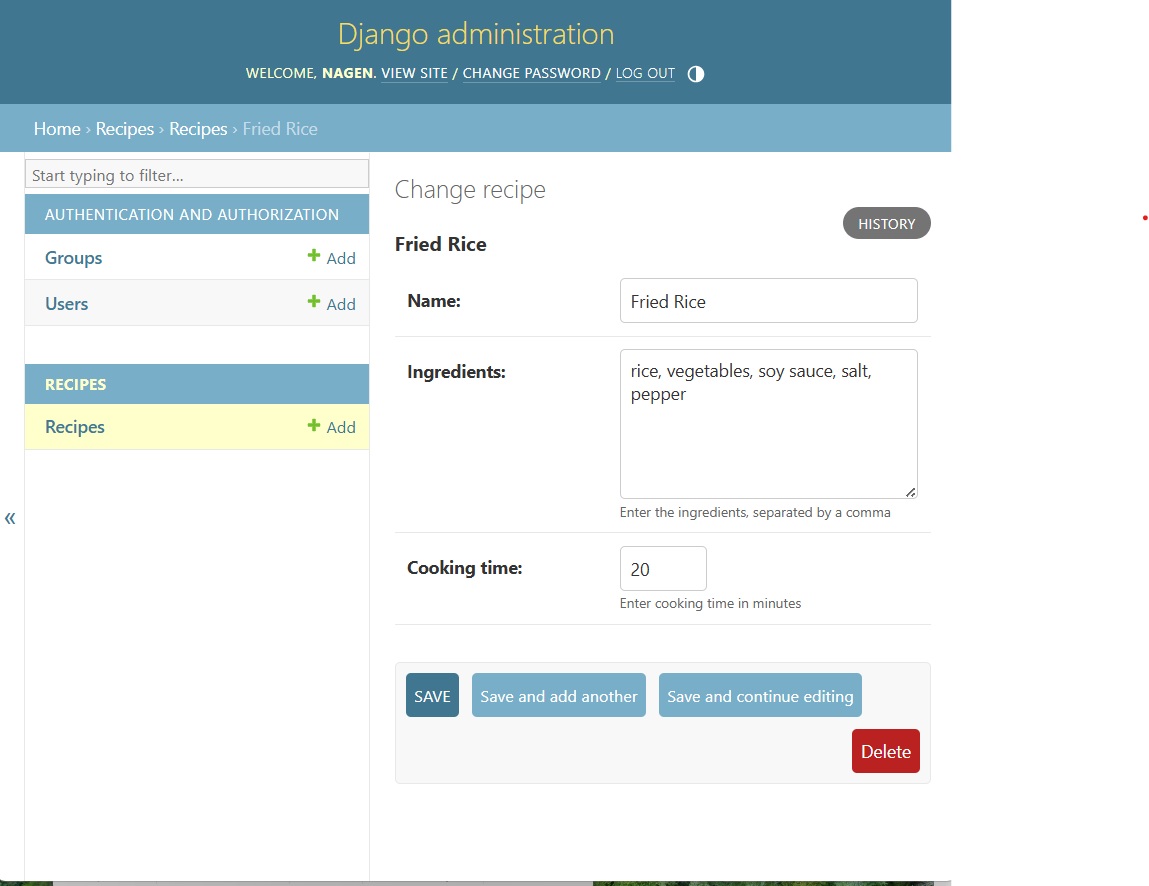 Django administration
WELCOME, NAGEN. VIEW SITE / CHANGE PASSWORD / LOG OUT
Home › Recipes › Recipes › Fried Rice
Start typing to filter...
AUTHENTICATION AND AUTHORIZATION
Groups + Add
Users + Add
RECIPES
Recipes + Add
«
Change recipe
HISTORY
Fried Rice
Name: Fried Rice
Ingredients: rice, vegetables, soy sauce, salt,
pepper
Enter the ingredients, separated by a comma
Cooking time: 20
Enter cooking time in minutes
SAVE Save and add another Save and continue editing
Delete